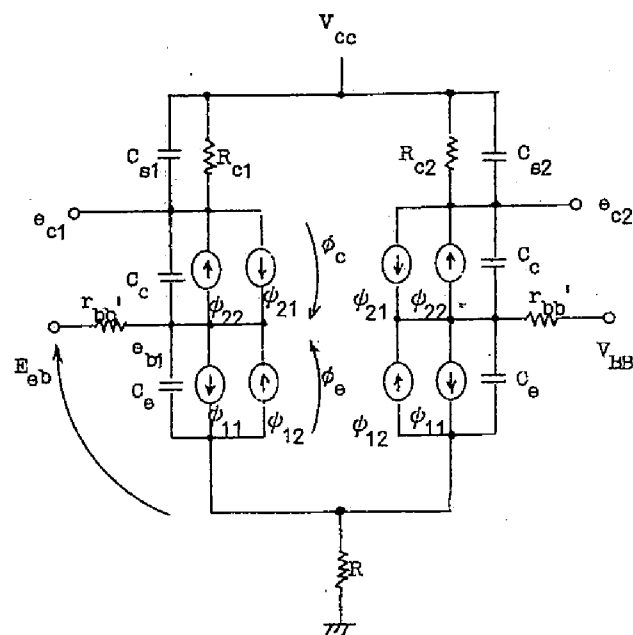 V_cc
C_s1
R_c1
R_c2
C_s2
e_c1
e_c2
C_c
ϕ_c
C_c
ψ_22
ψ_21
ψ_21
ψ_22
r_bb'
r_bb'
e_b1
E_eb
C_e
ϕ_e
C_e
V_BB
ψ_11
ψ_12
ψ_12
ψ_11
R